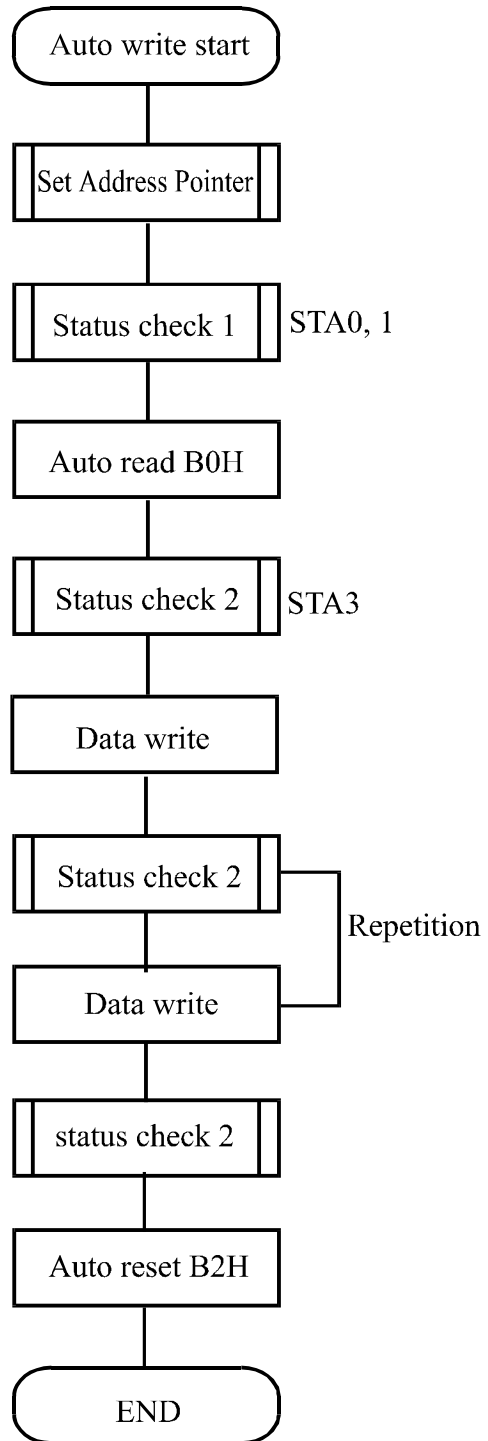 Auto write start
Set Address Pointer
Status check 1
STA0, 1
Auto read B0H
Status check 2
STA3
Data write
Status check 2
Repetition
Data write
status check 2
Auto reset B2H
END